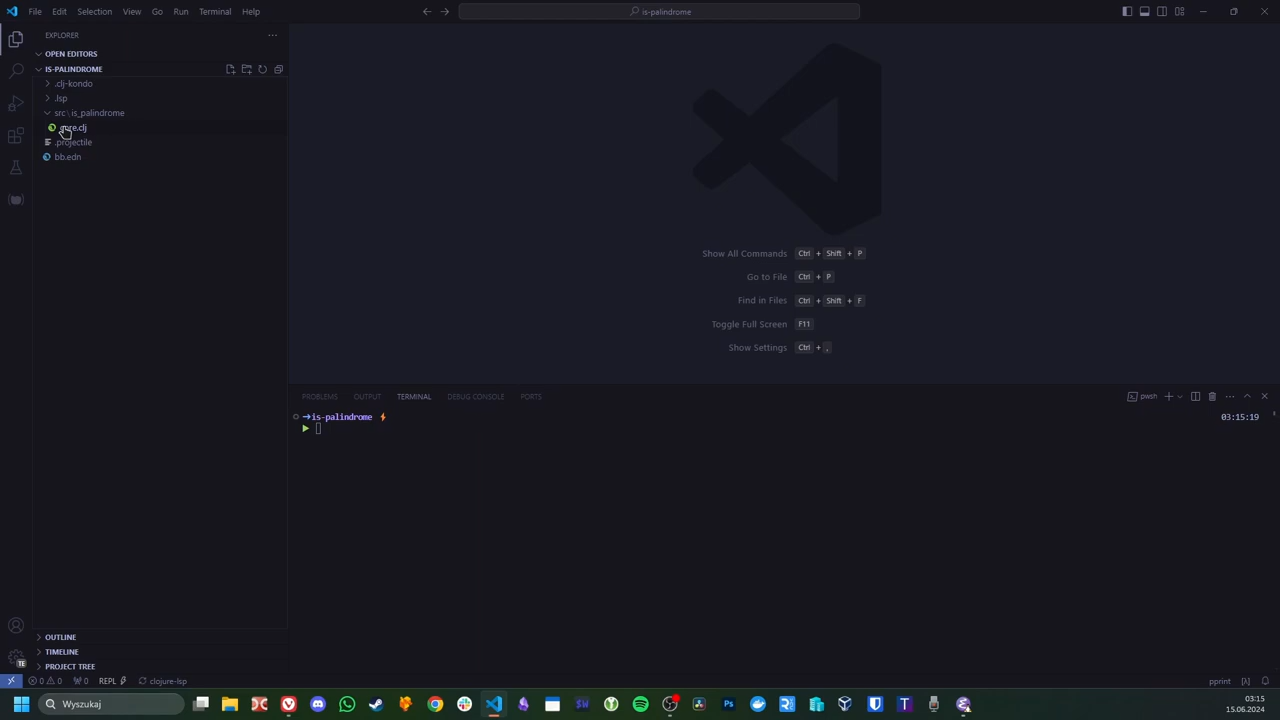 File Edit Selection View Go Run Terminal Help
is-palindrome
EXPLORER
OPEN EDITORS
IS-PALINDROME
.clj-kondo
.lsp
src\is_palindrome
core.clj
.projectile
bb.edn
Show All Commands Ctrl + Shift + P
Go to File Ctrl + P
Find in Files Ctrl + Shift + F
Toggle Full Screen F11
Show Settings Ctrl + ,
PROBLEMS OUTPUT TERMINAL DEBUG CONSOLE PORTS
pwsh
is-palindrome
03:15:19
OUTLINE
TIMELINE
PROJECT TREE
0 0 0 REPL clojure-lsp
pprint [λ]
Wyszukaj
03:15
15.06.2024